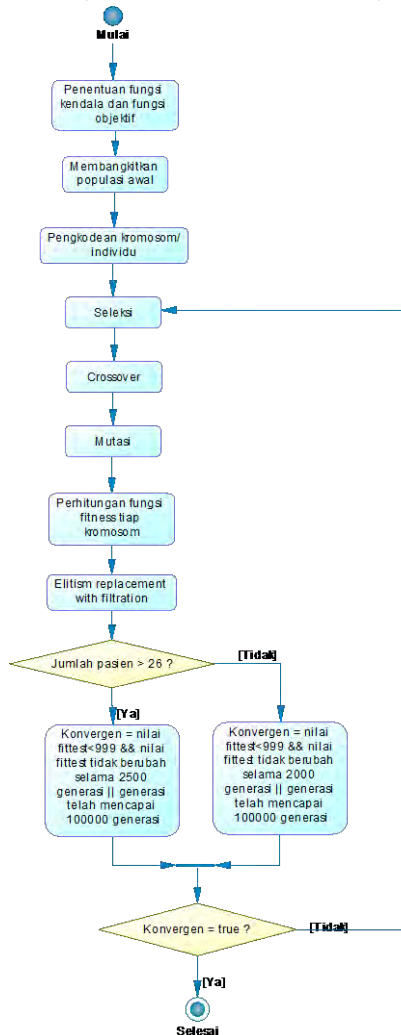 Mulai
Penentuan fungsi
kendala dan fungsi
objektif
Membangkitkan
populasi awal
Pengkodean kromosom/
individu
Seleksi
Crossover
Mutasi
Perhitungan fungsi
fitness tiap
kromosom
Elitism replacement
with filtration
Jumlah pasien > 26 ?
[Tidak]
[Ya]
Konvergen = nilai
fittest<999 && nilai
fittest tidak berubah
selama 2500
generasi || generasi
telah mencapai
100000 generasi
Konvergen = nilai
fittest<999 && nilai
fittest tidak berubah
selama 2000
generasi || generasi
telah mencapai
100000 generasi
Konvergen = true ?
[Tidak]
[Ya]
Selesai